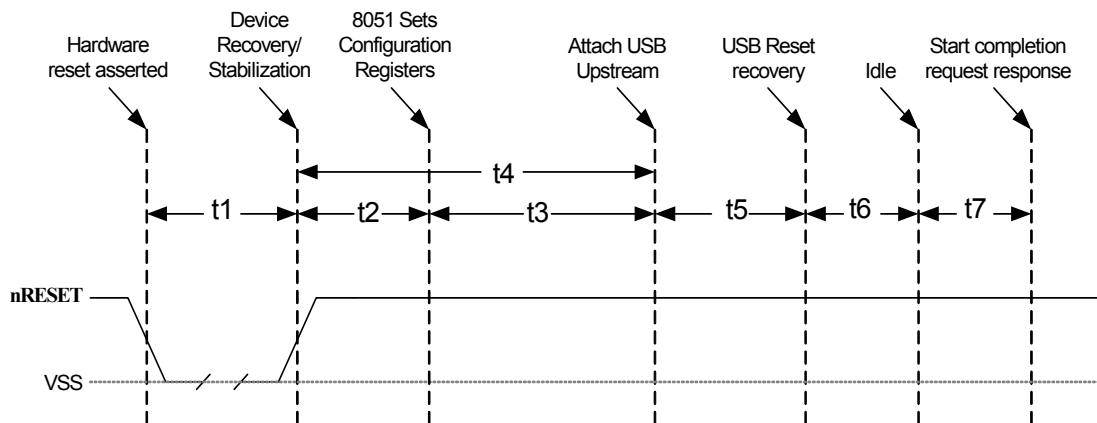 Hardware
reset asserted
Device
Recovery/
Stabilization
8051 Sets
Configuration
Registers
Attach USB
Upstream
USB Reset
recovery
Idle
Start completion
request response
t4
t1
t2
t3
t5
t6
t7
nRESET
VSS